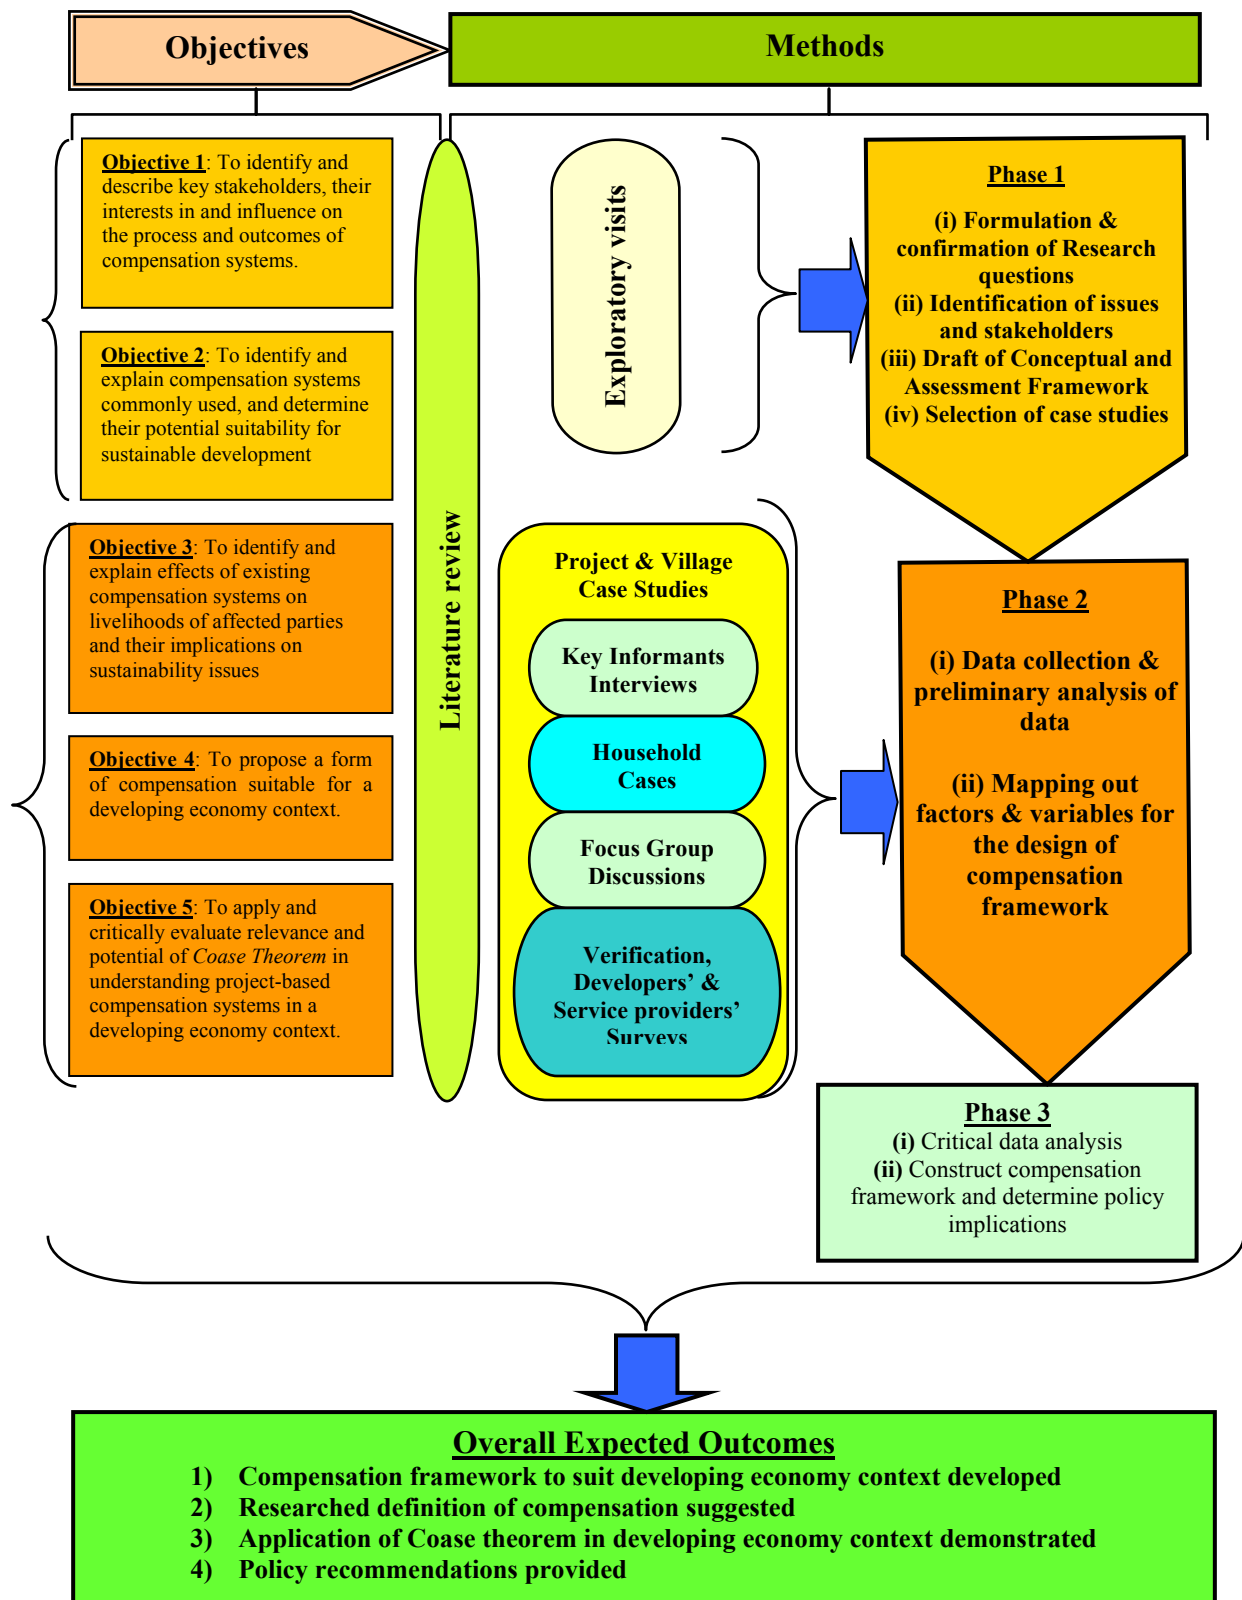 Objectives
Methods
Objective 1: To identify and
describe key stakeholders, their
interests in and influence on
the process and outcomes of
compensation systems.
Objective 2: To identify and
explain compensation systems
commonly used, and determine
their potential suitability for
sustainable development
Objective 3: To identify and
explain effects of existing
compensation systems on
livelihoods of affected parties
and their implications on
sustainability issues
Objective 4: To propose a form
of compensation suitable for a
developing economy context.
Objective 5: To apply and
critically evaluate relevance and
potential of Coase Theorem in
understanding project-based
compensation systems in a
developing economy context.
Literature review
Exploratory visits
Project & Village
Case Studies
Key Informants
Interviews
Household
Cases
Focus Group
Discussions
Verification,
Developers’ &
Service providers’
Surveys
Phase 1
(i) Formulation &
confirmation of Research
questions
(ii) Identification of issues
and stakeholders
(iii) Draft of Conceptual and
Assessment Framework
(iv) Selection of case studies
Phase 2
(i) Data collection &
preliminary analysis of
data
(ii) Mapping out
factors & variables for
the design of
compensation
framework
Phase 3
(i) Critical data analysis
(ii) Construct compensation
framework and determine policy
implications
Overall Expected Outcomes
1) Compensation framework to suit developing economy context developed
2) Researched definition of compensation suggested
3) Application of Coase theorem in developing economy context demonstrated
4) Policy recommendations provided